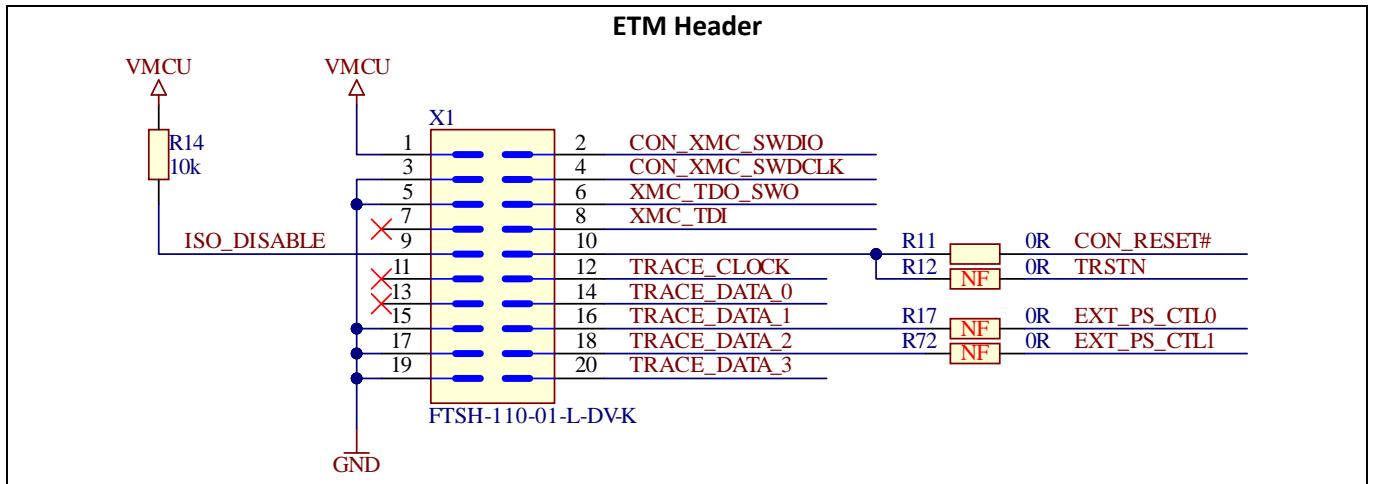 ETM Header
VMCU VMCU
X1
R14
10k
1 2 CON_XMC_SWDIO
3 4 CON_XMC_SWDCLK
5 6 XMC_TDO_SWO
7 8 XMC_TDI
ISO_DISABLE 9 10 R11 0R CON_RESET#
11 12 TRACE_CLOCK R12 NF 0R TRSTN
13 14 TRACE_DATA_0
15 16 TRACE_DATA_1 R17 NF 0R EXT_PS_CTL0
17 18 TRACE_DATA_2 R72 NF 0R EXT_PS_CTL1
19 20 TRACE_DATA_3
FTSH-110-01-L-DV-K
GND